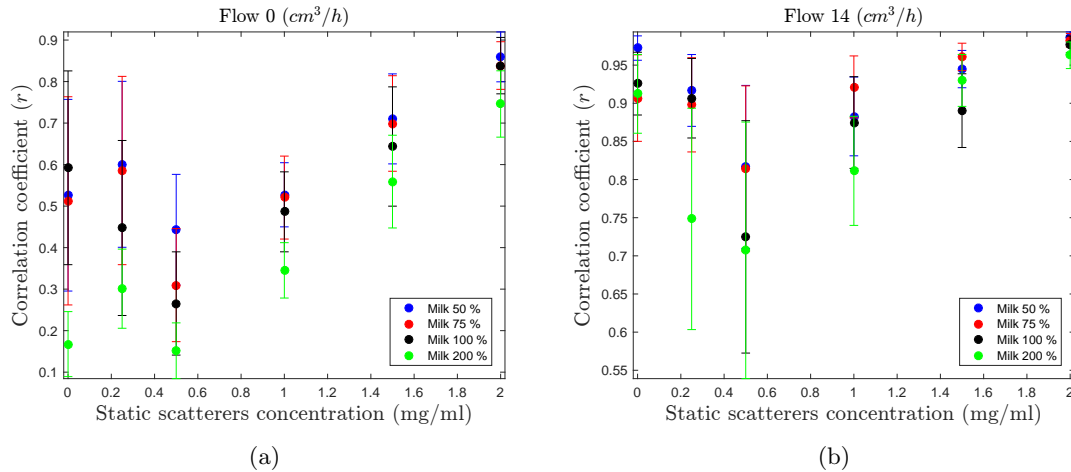 Flow 0 (cm³/h)
0.9
0.8
0.7
0.6
0.5
0.4
0.3
0.2
0.1
Correlation coefficient (r)
Milk 50 %
Milk 75 %
Milk 100 %
Milk 200 %
0 0.2 0.4 0.6 0.8 1.0 1.2 1.4 1.6 1.8 2
Static scatterers concentration (mg/ml)
(a)
Flow 14 (cm³/h)
0.95
0.9
0.85
0.8
0.75
0.7
0.65
0.6
0.55
Correlation coefficient (r)
Milk 50 %
Milk 75 %
Milk 100 %
Milk 200 %
0 0.2 0.4 0.6 0.8 1.0 1.2 1.4 1.6 1.8 2
Static scatterers concentration (mg/ml)
(b)